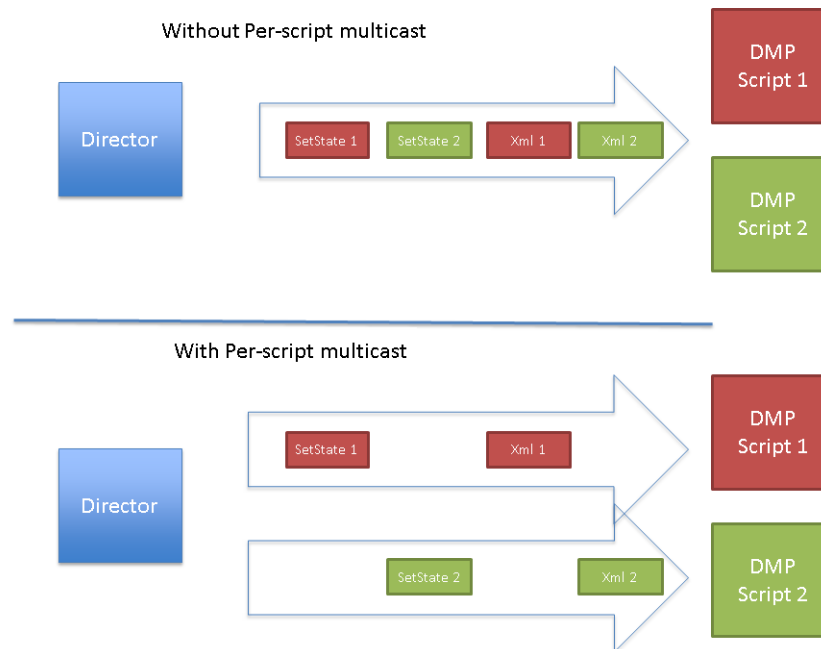 Without Per-script multicast
DMP
Script 1
Director
SetState 1
SetState 2
Xml 1
Xml 2
DMP
Script 2
With Per-script multicast
DMP
Script 1
SetState 1
Xml 1
Director
SetState 2
Xml 2
DMP
Script 2